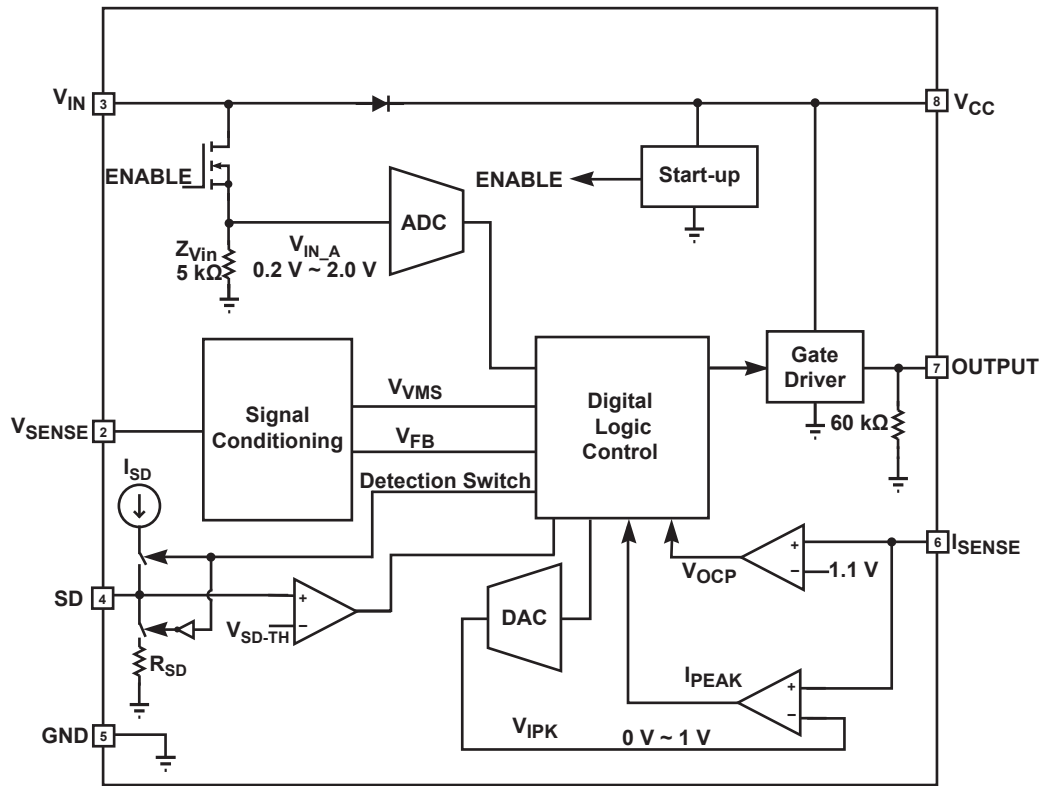 VIN 3
8 VCC
ENABLE
ENABLE
Start-up
ADC
ZVin
5 kΩ
VIN_A
0.2 V ~ 2.0 V
Gate
Driver
7 OUTPUT
60 kΩ
Signal
Conditioning
VVMS
VFB
Detection Switch
Digital
Logic
Control
VSENSE 2
ISD
6 ISENSE
VOCP
+
−
1.1 V
SD 4
+
−
VSD-TH
DAC
RSD
IPEAK
+
−
GND 5
VIPK
0 V ~ 1 V